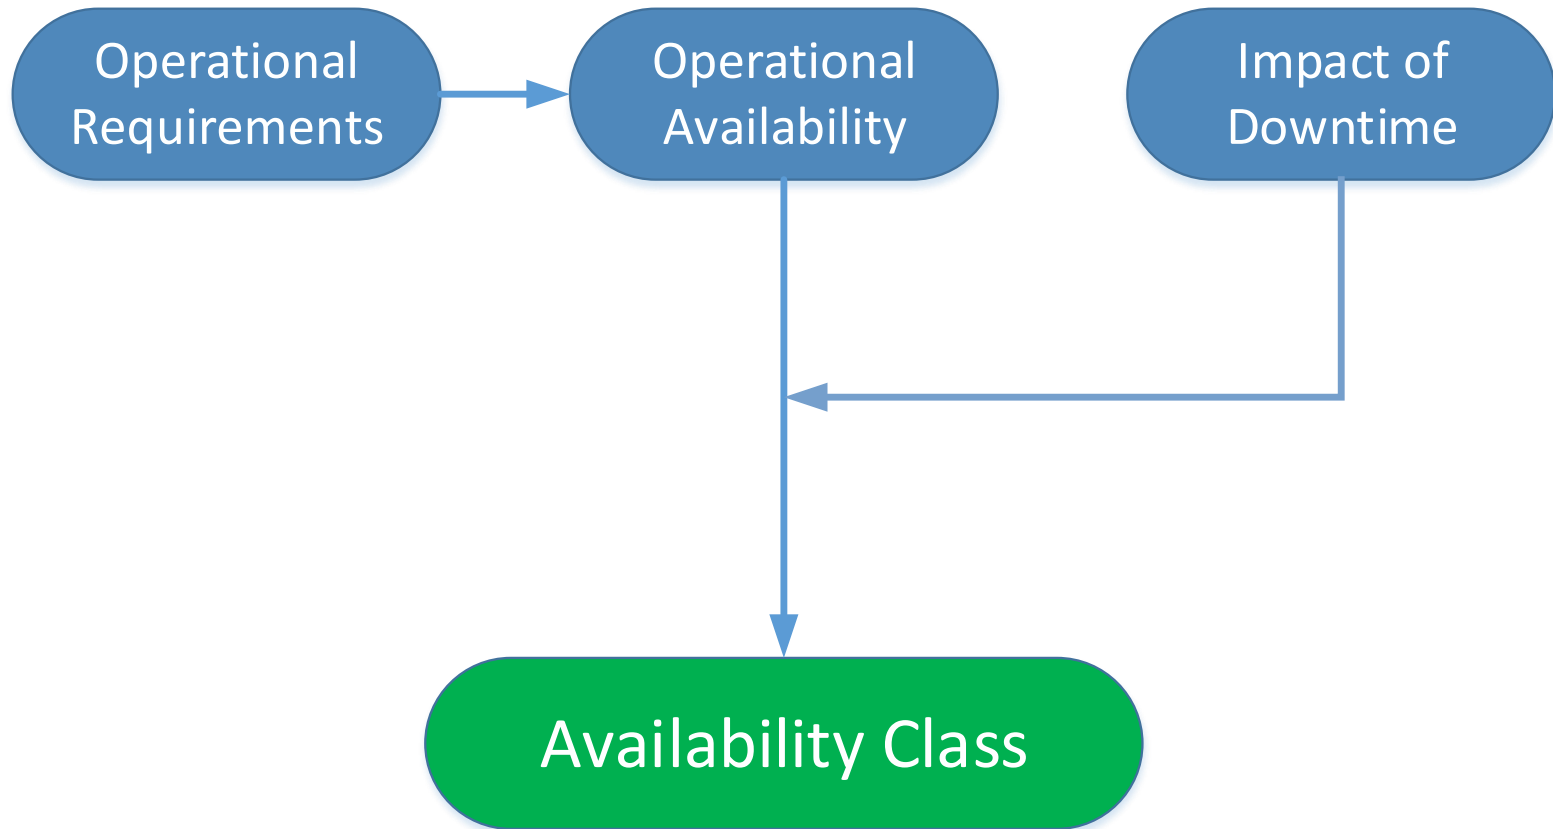 Operational
Requirements
Operational
Availability
Impact of
Downtime
Availability Class